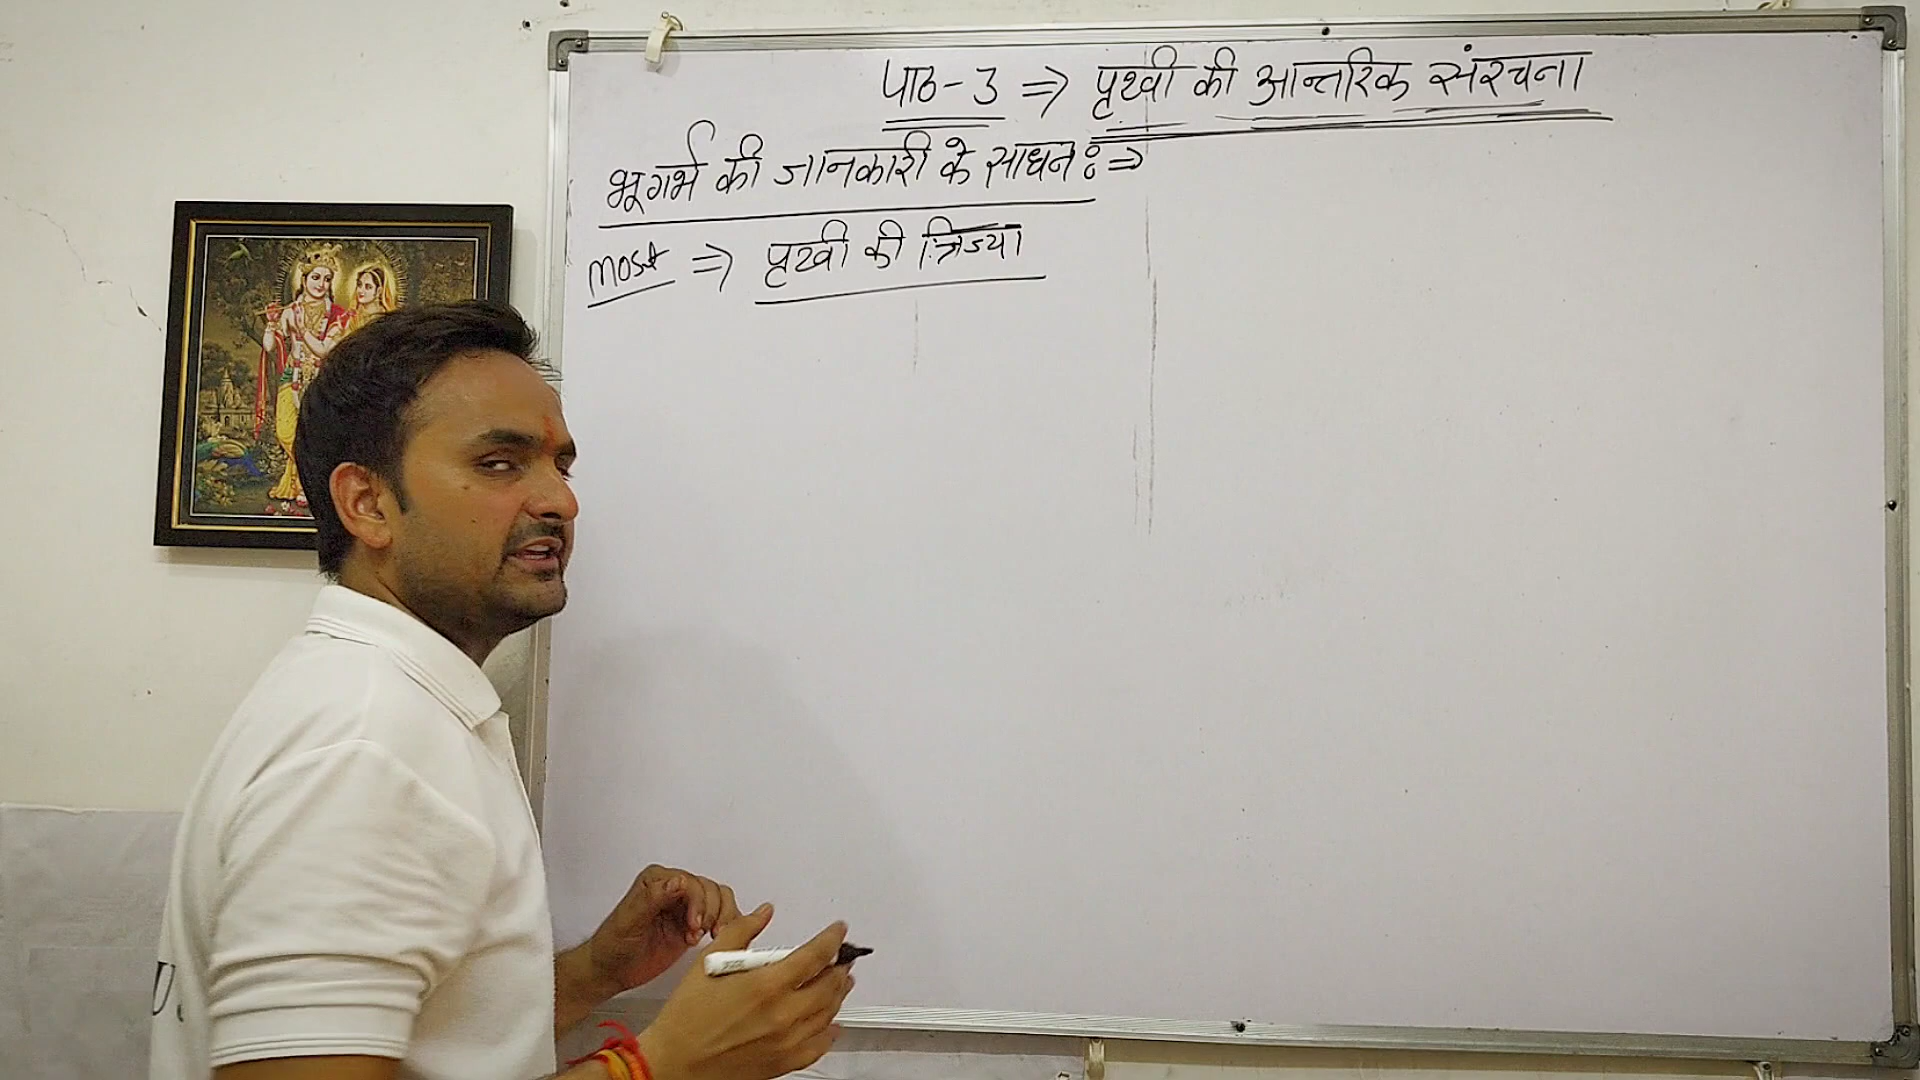 पाठ-3 ⇒ पृथ्वी की आन्तरिक संरचना
भूगर्भ की जानकारी के साधन : ⇒
most ⇒ पृथ्वी की त्रिज्या